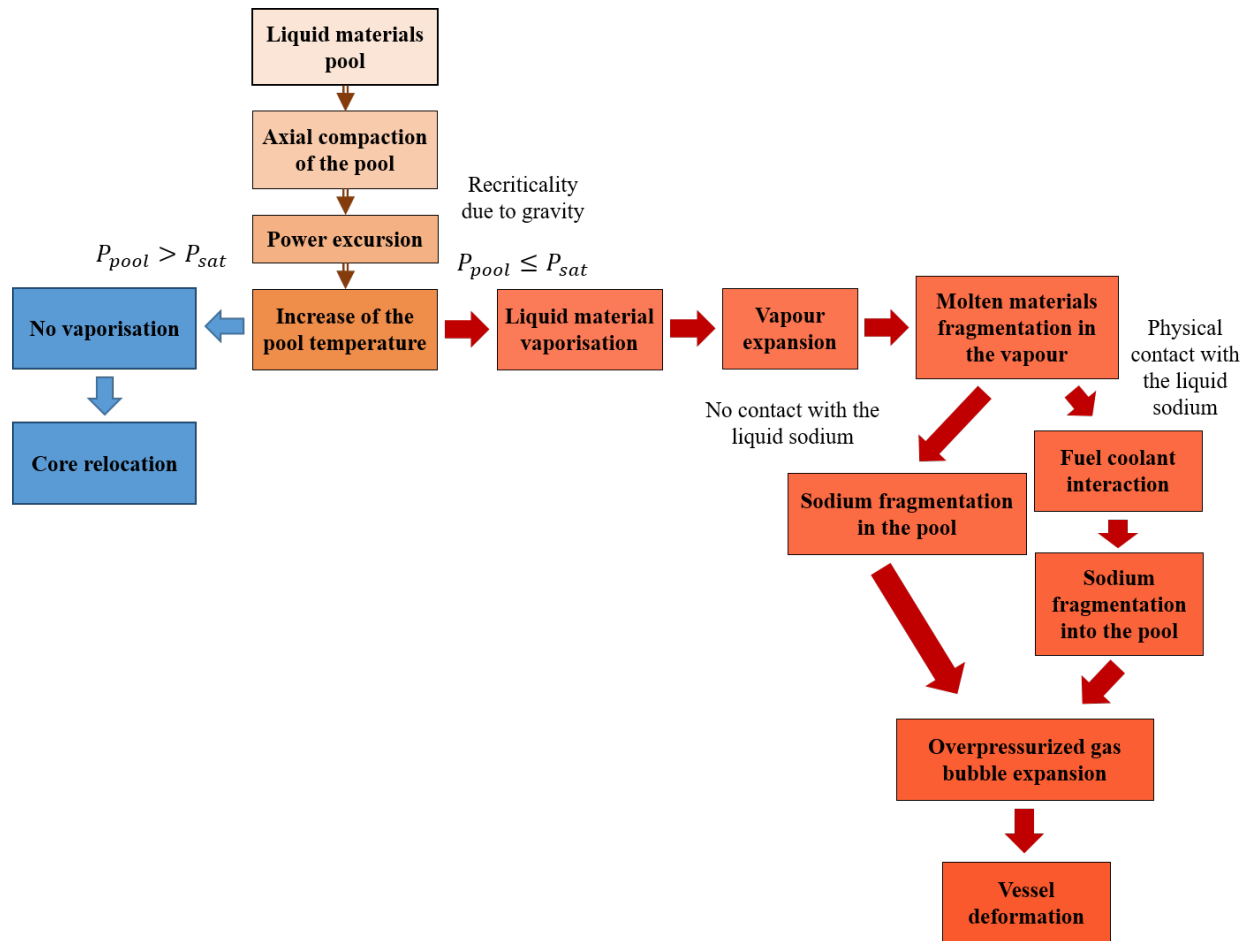 Liquid materials
pool
Axial compaction
of the pool
Recriticality
due to gravity
Power excursion
P_pool > P_sat
P_pool ≤ P_sat
No vaporisation
Increase of the
pool temperature
Liquid material
vaporisation
Vapour
expansion
Molten materials
fragmentation in
the vapour
Physical
contact with
the liquid
sodium
No contact with the
liquid sodium
Core relocation
Fuel coolant
interaction
Sodium fragmentation
in the pool
Sodium
fragmentation
into the pool
Overpressurized gas
bubble expansion
Vessel
deformation